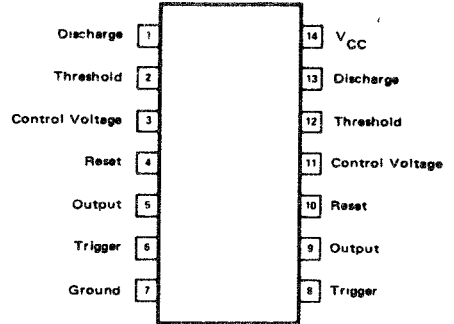 Discharge 1 14 VCC
Threshold 2 13 Discharge
Control Voltage 3 12 Threshold
Reset 4 11 Control Voltage
Output 5 10 Reset
Trigger 6 9 Output
Ground 7 8 Trigger